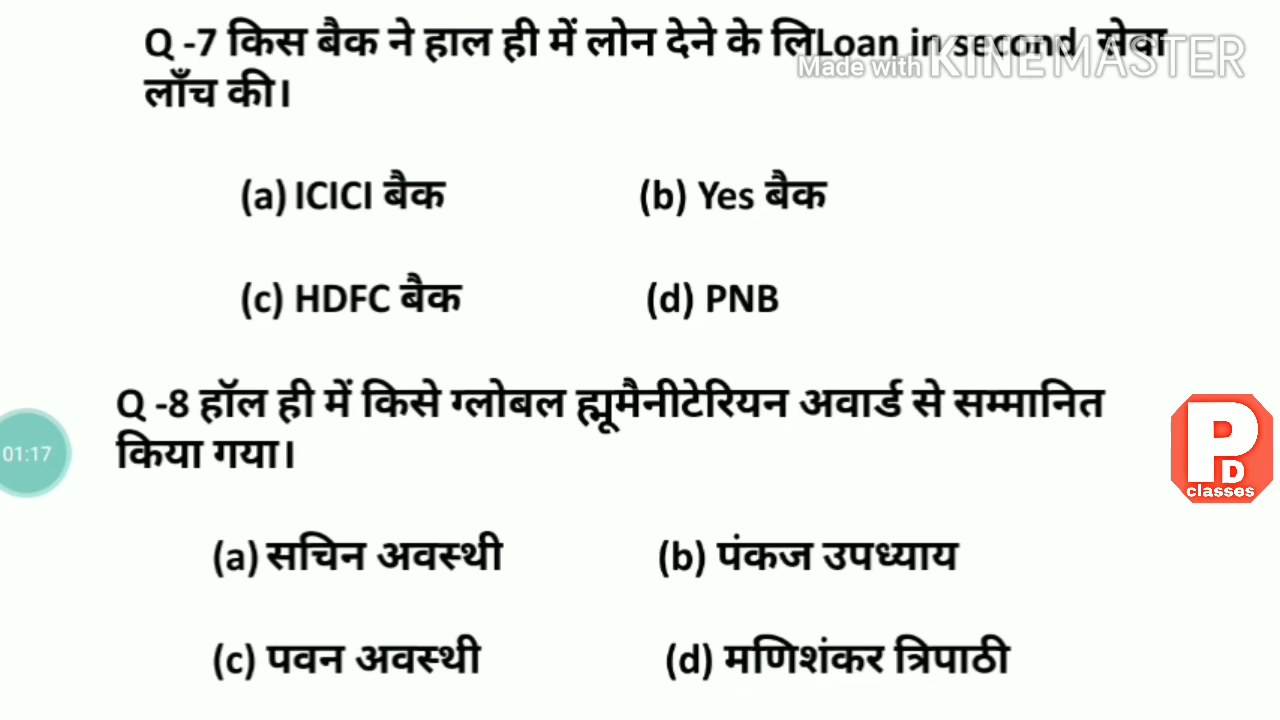 Q -7 किस बैक ने हाल ही में लोन देने के लिLoan in second सेवा
Made with KINEMASTER
लाँच की।
(a) ICICI बैक (b) Yes बैक
(c) HDFC बैक (d) PNB
Q -8 हॉल ही में किसे ग्लोबल ह्मूमैनीटेरियन अवार्ड से सम्मानित
किया गया।
01:17
P
D
classes
(a) सचिन अवस्थी (b) पंकज उपध्याय
(c) पवन अवस्थी (d) मणिशंकर त्रिपाठी